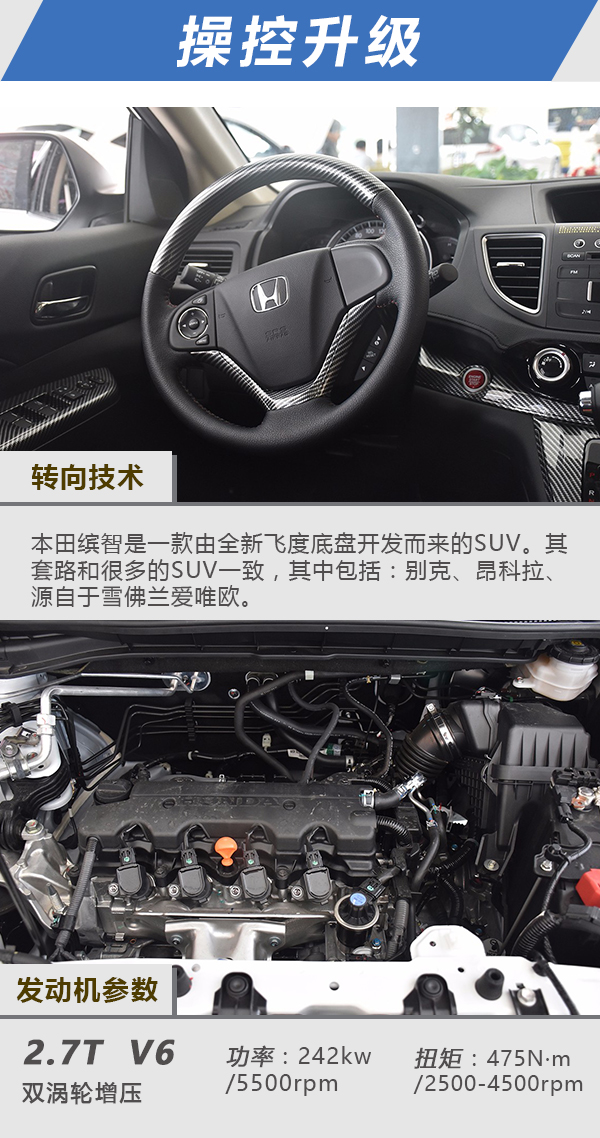 操控升级
SCAN
FM
转向技术
本田缤智是一款由全新飞度底盘开发而来的SUV。其
套路和很多的SUV一致，其中包括：别克、昂科拉、
源自于雪佛兰爱唯欧。
HONDA
发动机参数
2.7T V6
双涡轮增压
功率：242kw
/5500rpm
扭矩：475N·m
/2500-4500rpm